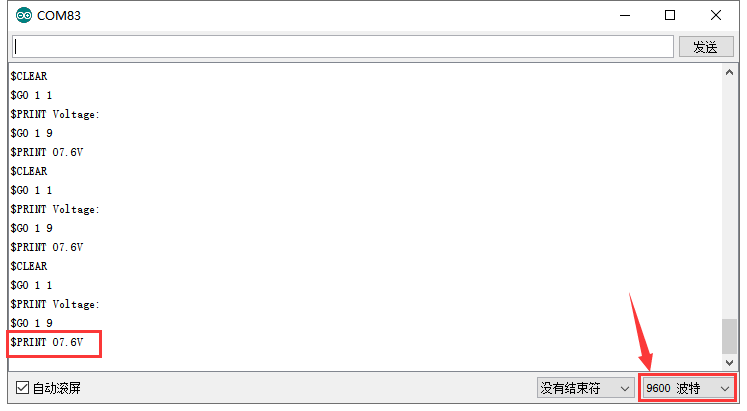 COM83
发送
$CLEAR
$GO 1 1
$PRINT Voltage:
$GO 1 9
$PRINT 07.6V
$CLEAR
$GO 1 1
$PRINT Voltage:
$GO 1 9
$PRINT 07.6V
$CLEAR
$GO 1 1
$PRINT Voltage:
$GO 1 9
$PRINT 07.6V
自动滚屏
没有结束符
9600 波特